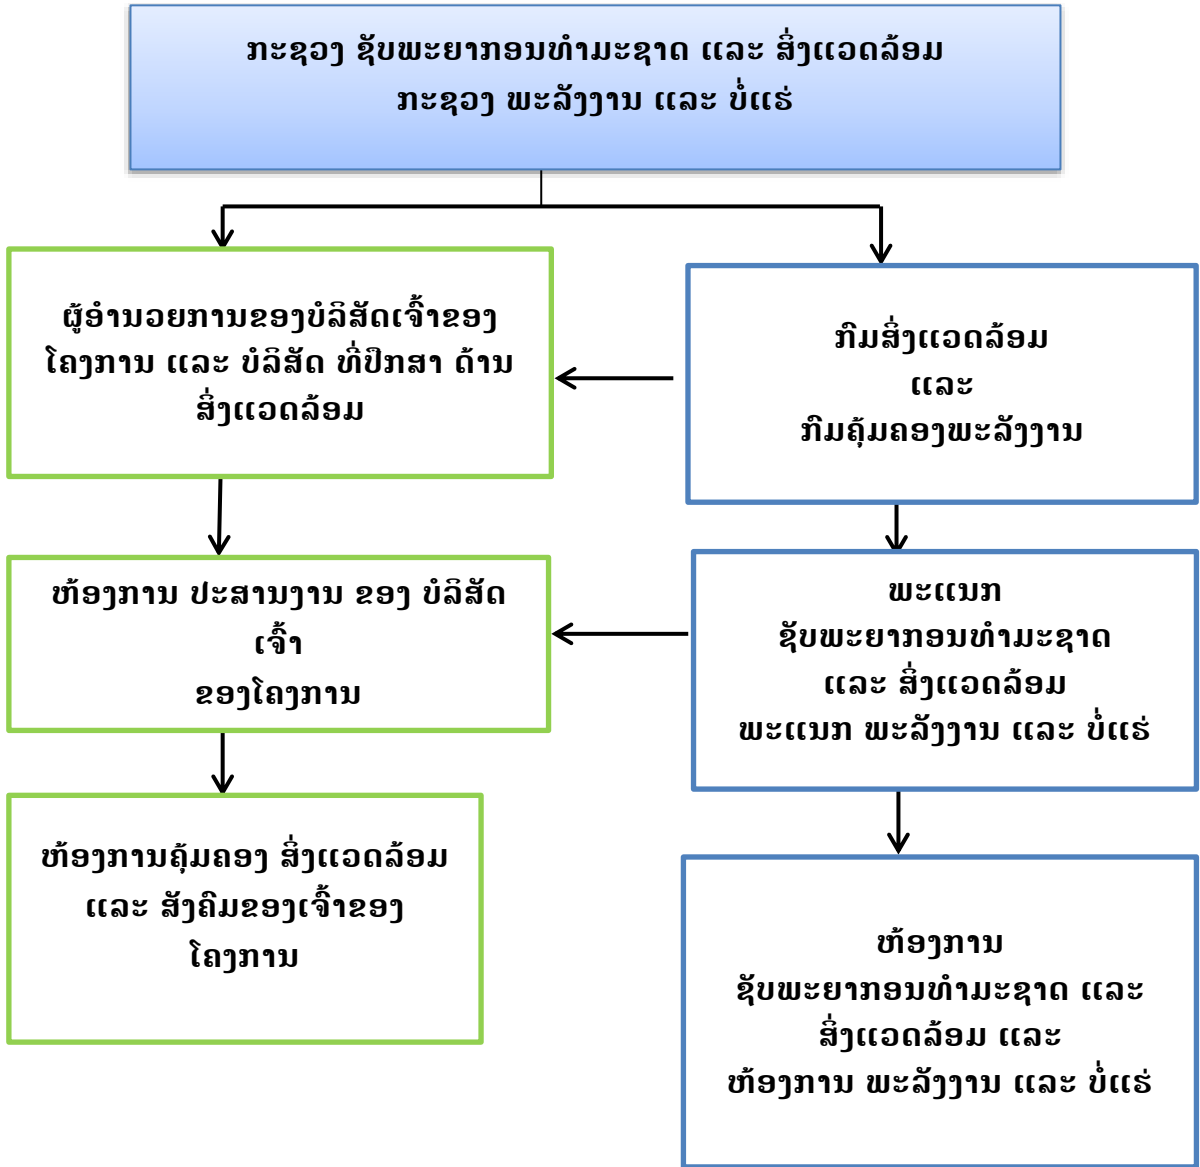 ກະຊວງ ຊັບພະຍາກອນທຳມະຊາດ ແລະ ສິ່ງແວດລ້ອມ
ກະຊວງ ພະລັງງານ ແລະ ບໍ່ແຮ່
ຜູ້ອຳນວຍການຂອງບໍລິສັດເຈົ້າຂອງ
ໂຄງການ ແລະ ບໍລິສັດ ທີ່ປຶກສາ ດ້ານ
ສິ່ງແວດລ້ອມ
ກົມສິ່ງແວດລ້ອມ
ແລະ
ກົມຄຸ້ມຄອງພະລັງງານ
ຫ້ອງການ ປະສານງານ ຂອງ ບໍລິສັດ
ເຈົ້າ
ຂອງໂຄງການ
ພະແນກ
ຊັບພະຍາກອນທຳມະຊາດ
ແລະ ສິ່ງແວດລ້ອມ
ພະແນກ ພະລັງງານ ແລະ ບໍ່ແຮ່
ຫ້ອງການຄຸ້ມຄອງ ສິ່ງແວດລ້ອມ
ແລະ ສັງຄົມຂອງເຈົ້າຂອງ
ໂຄງການ
ຫ້ອງການ
ຊັບພະຍາກອນທຳມະຊາດ ແລະ
ສິ່ງແວດລ້ອມ ແລະ
ຫ້ອງການ ພະລັງງານ ແລະ ບໍ່ແຮ່